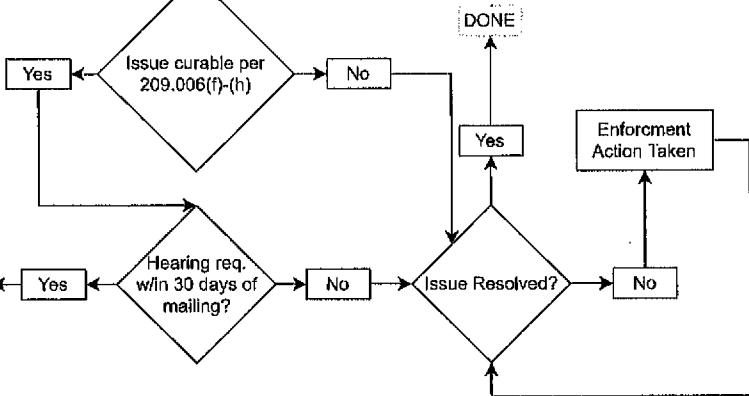 DONE
Issue curable per
209.006(f)-(h)
Yes
No
Yes
Enforcment
Action Taken
Hearing req.
w/in 30 days of
mailing?
Yes
No
Issue Resolved?
No